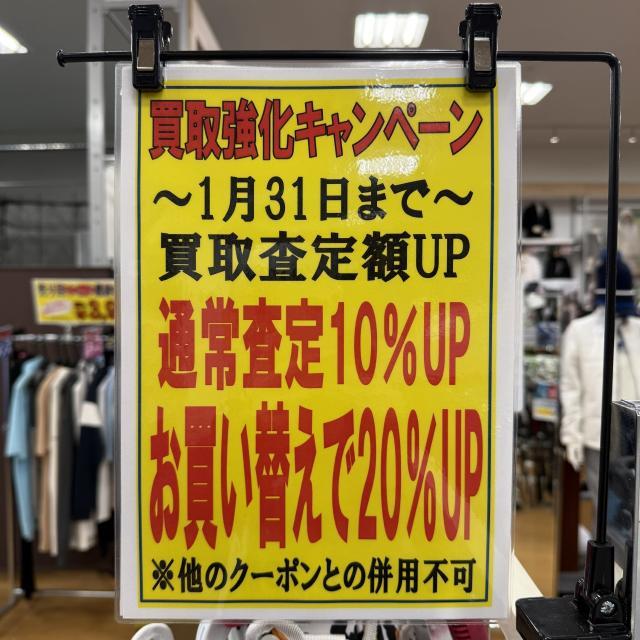 買取強化キャンペーン
～1月31日まで～
買取査定額UP
通常査定10%UP
お買い替えで20%UP
※他のクーポンとの併用不可